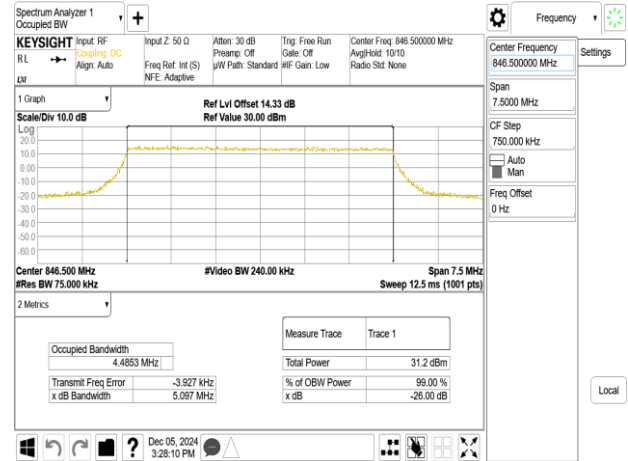 Spectrum Analyzer 1
Occupied BW
Frequency
KEYSIGHT
Input: RF
Coupling: DC
Align: Auto
RL
LXI
Input Z: 50 Ω
Freq Ref: Int (S)
NFE: Adaptive
Atten: 30 dB
Preamp: Off
µW Path: Standard
Trig: Free Run
Gate: Off
#IF Gain: Low
Center Freq: 846.500000 MHz
Avg|Hold: 10/10
Radio Std: None
Center Frequency
846.500000 MHz
Settings
Span
7.5000 MHz
CF Step
750.000 kHz
Auto
Man
Freq Offset
0 Hz
Local
1 Graph
Scale/Div 10.0 dB
Ref Lvl Offset 14.33 dB
Ref Value 30.00 dBm
Log
20.0
10.0
0.00
-10.0
-20.0
-30.0
-40.0
-50.0
-60.0
Center 846.500 MHz
#Video BW 240.00 kHz
Span 7.5 MHz
#Res BW 75.000 kHz
Sweep 12.5 ms (1001 pts)
2 Metrics
Measure Trace Trace 1
Occupied Bandwidth
4.4853 MHz
Total Power 31.2 dBm
Transmit Freq Error -3.927 kHz
% of OBW Power 99.00 %
x dB Bandwidth 5.097 MHz
x dB -26.00 dB
?
Dec 05, 2024
3:28:10 PM